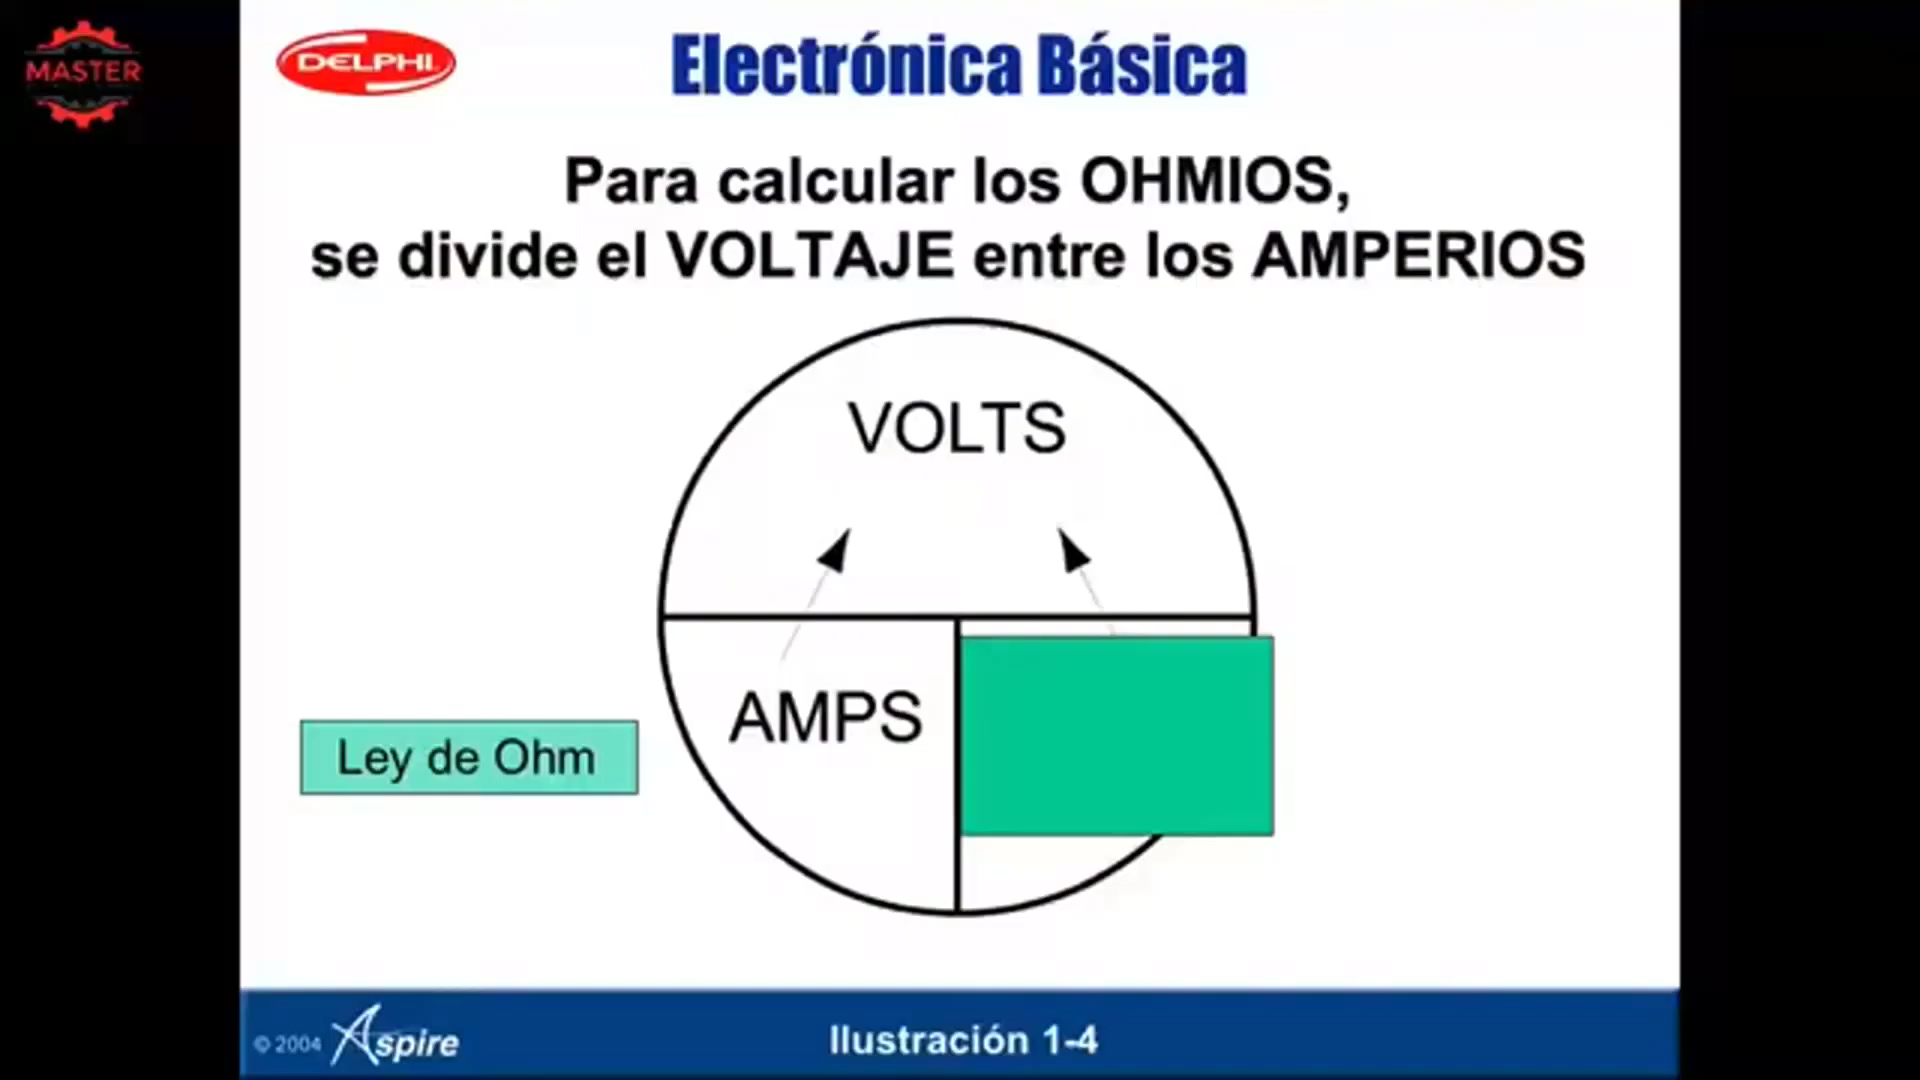 MASTER
DELPHI
Electrónica Básica
Para calcular los OHMIOS,
se divide el VOLTAJE entre los AMPERIOS
VOLTS
AMPS
Ley de Ohm
© 2004 Aspire
Ilustración 1-4